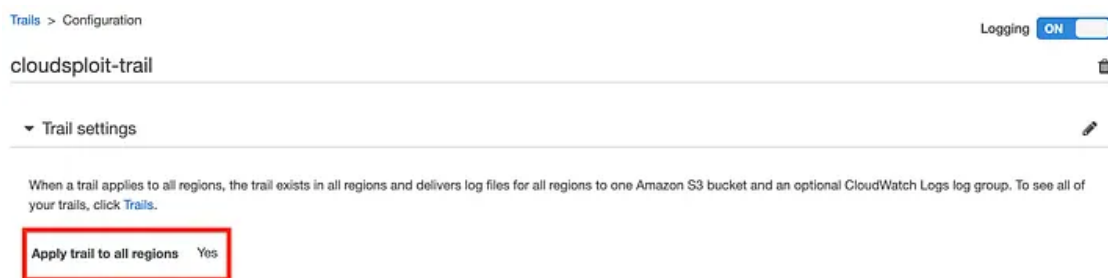 Trails > Configuration
Logging ON
cloudsploit-trail
Trail settings
When a trail applies to all regions, the trail exists in all regions and delivers log files for all regions to one Amazon S3 bucket and an optional CloudWatch Logs log group. To see all of
your trails, click Trails.
Apply trail to all regions Yes